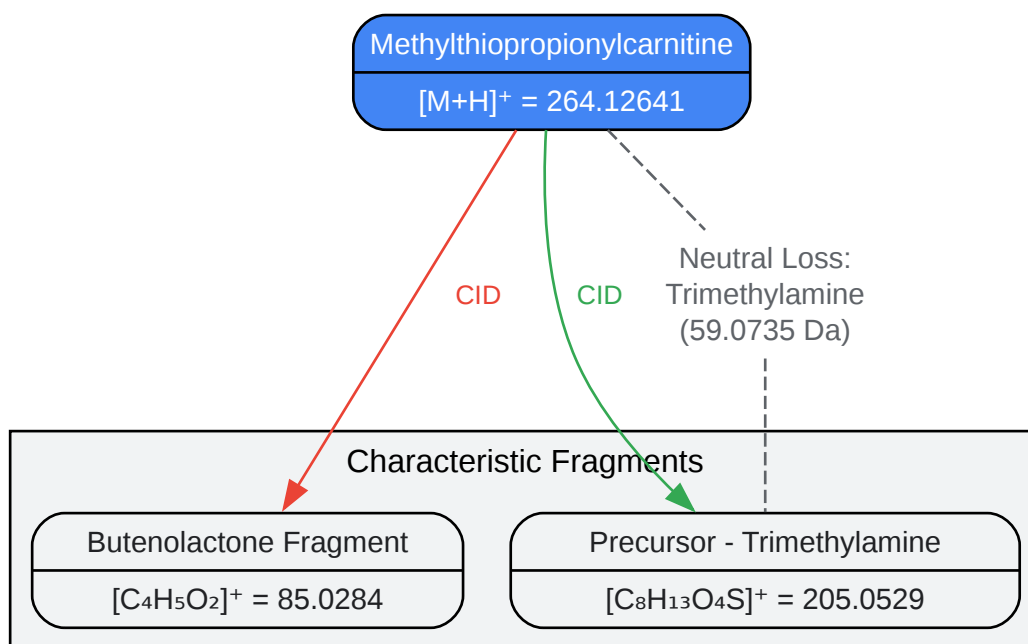 Methylthiopropionylcarnitine
[M+H]⁺ = 264.12641
CID
CID
Neutral Loss:
Trimethylamine
(59.0735 Da)
Characteristic Fragments
Butenolactone Fragment
[C₄H₅O₂]⁺ = 85.0284
Precursor - Trimethylamine
[C₈H₁₃O₄S]⁺ = 205.0529